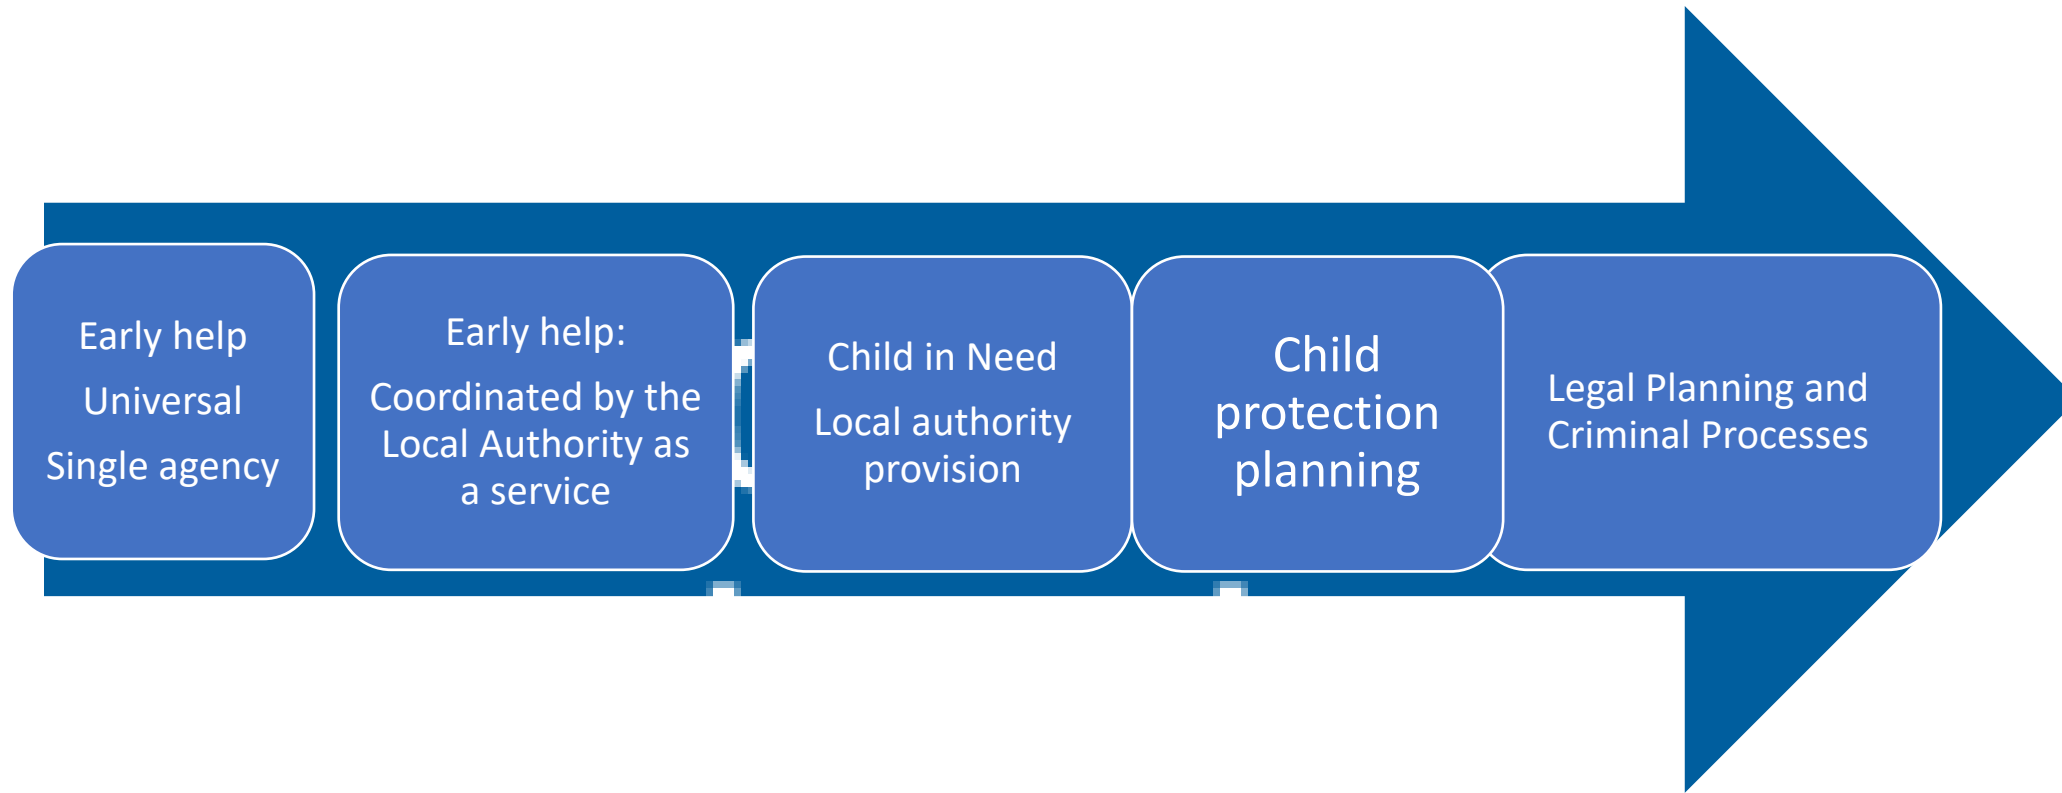 Early help
Universal
Single agency
Early help:
Coordinated by the
Local Authority as
a service
Child in Need
Local authority
provision
Child
protection
planning
Legal Planning and
Criminal Processes